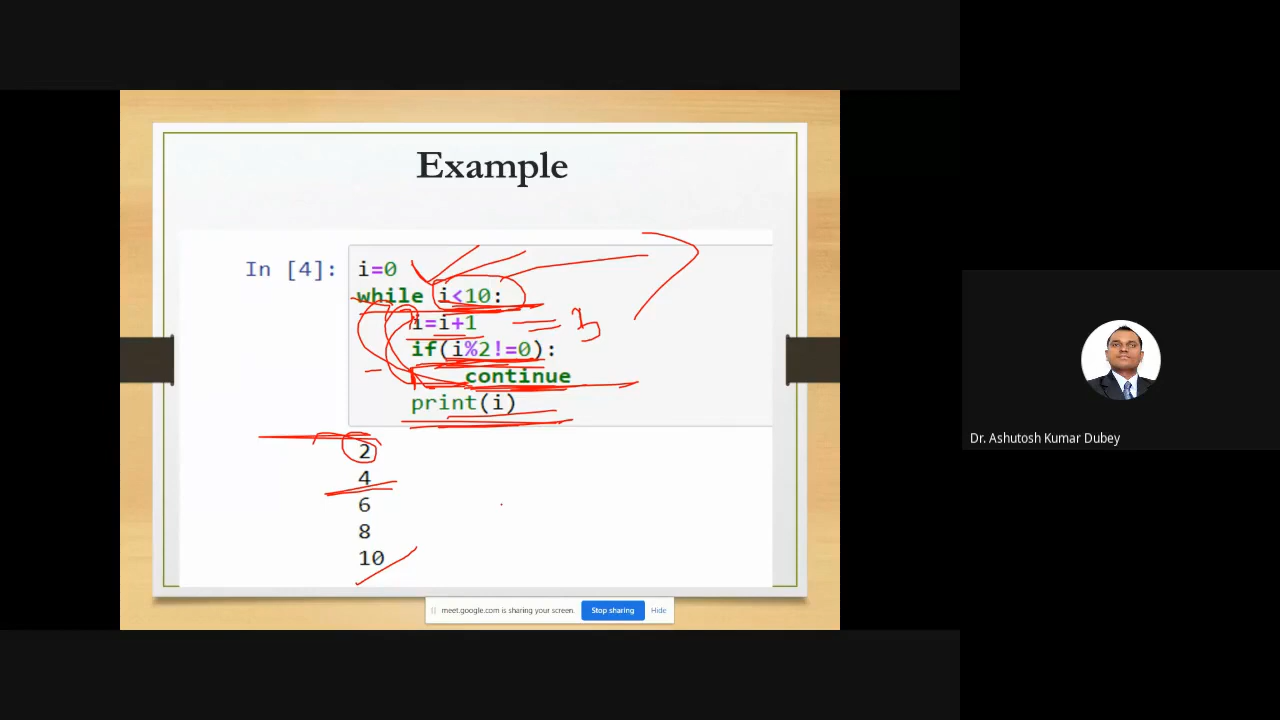 Example
In [4]: i=0
while i<10:
i=i+1
if(i%2!=0):
continue
print(i)
2
4
6
8
10
meet.google.com is sharing your screen. Stop sharing Hide
Dr. Ashutosh Kumar Dubey